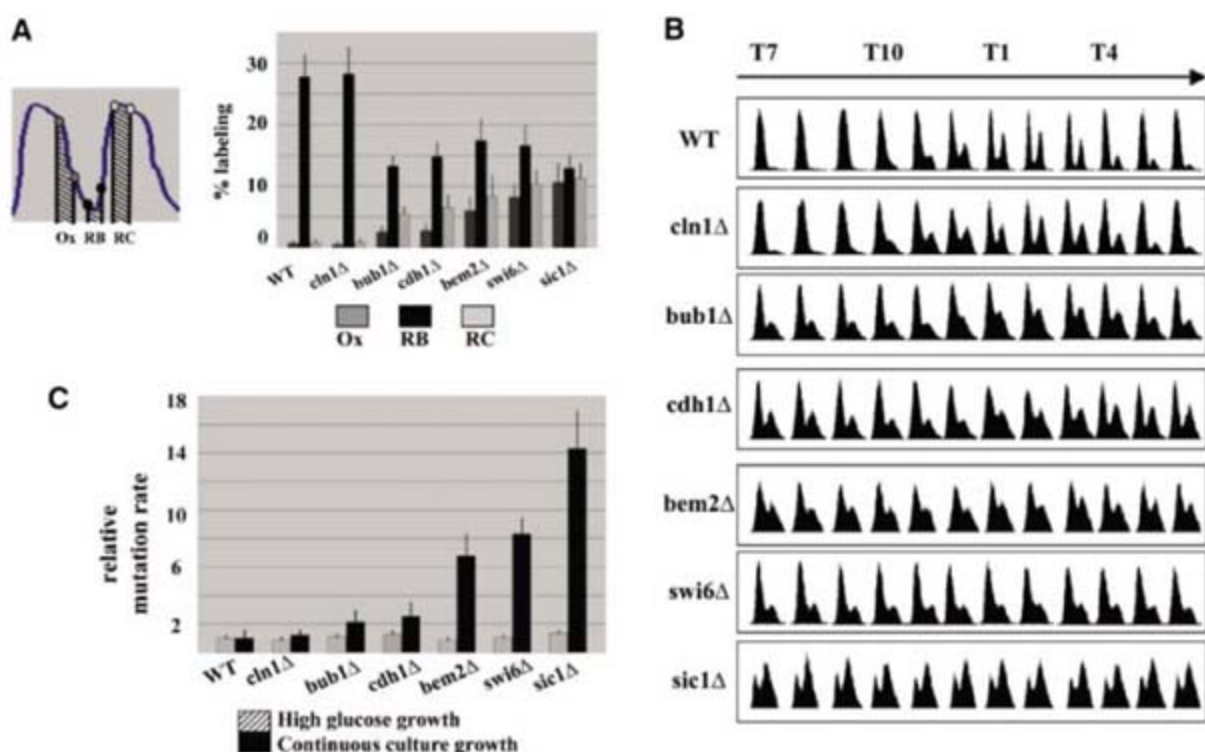 A
30
20
10
0
% labeling
Ox RB RC
WT cln1Δ bub1Δ cdh1Δ bem2Δ swi6Δ sic1Δ
Ox RB RC
B
T7 T10 T1 T4
WT
cln1Δ
bub1Δ
cdh1Δ
bem2Δ
swi6Δ
sic1Δ
C
18
14
10
6
2
relative
mutation rate
WT cln1Δ bub1Δ cdh1Δ bem2Δ swi6Δ sic1Δ
High glucose growth
Continuous culture growth